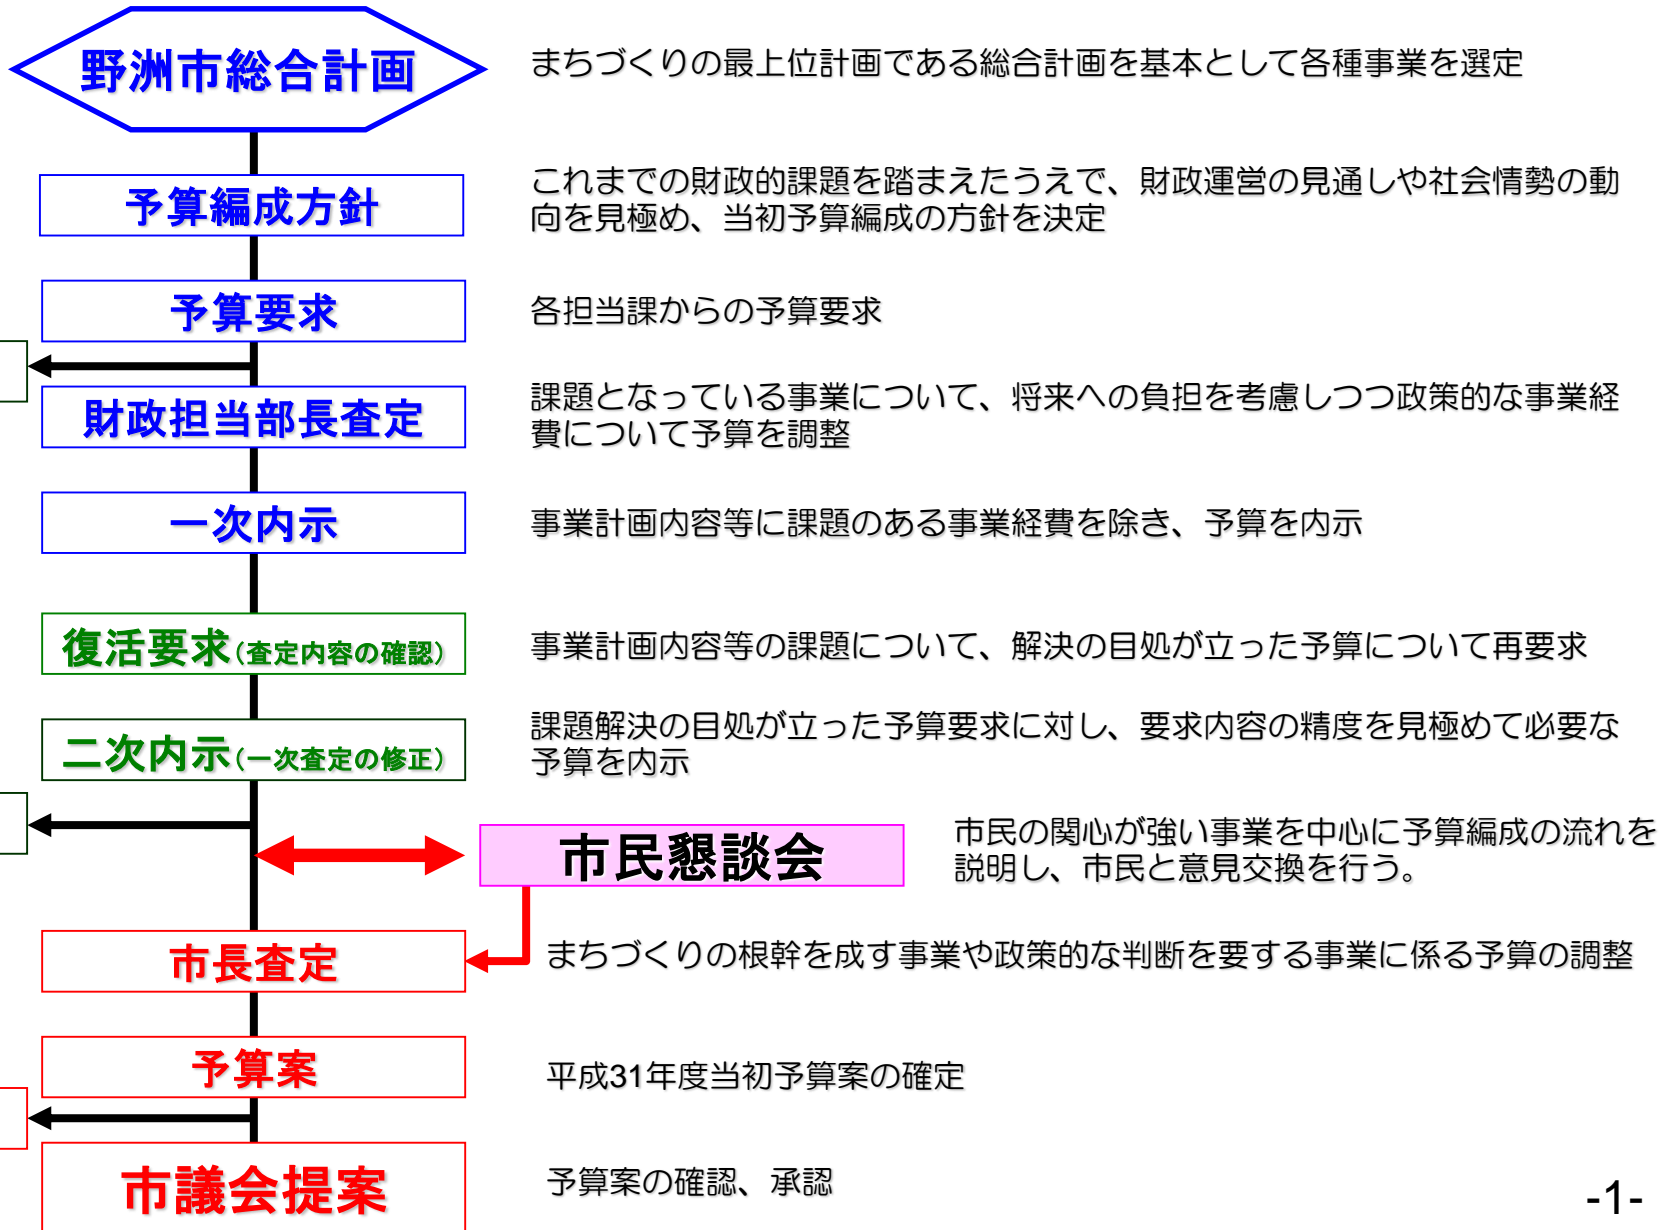 野洲市総合計画
まちづくりの最上位計画である総合計画を基本として各種事業を選定
予算編成方針
これまでの財政的課題を踏まえたうえで、財政運営の見通しや社会情勢の動
向を見極め、当初予算編成の方針を決定
予算要求
各担当課からの予算要求
財政担当部長査定
課題となっている事業について、将来への負担を考慮しつつ政策的な事業経
費について予算を調整
一次内示
事業計画内容等に課題のある事業経費を除き、予算を内示
復活要求(査定内容の確認)
事業計画内容等の課題について、解決の目処が立った予算について再要求
二次内示(一次査定の修正)
課題解決の目処が立った予算要求に対し、要求内容の精度を見極めて必要な
予算を内示
市民懇談会
市民の関心が強い事業を中心に予算編成の流れを
説明し、市民と意見交換を行う。
市長査定
まちづくりの根幹を成す事業や政策的な判断を要する事業に係る予算の調整
予算案
平成31年度当初予算案の確定
市議会提案
予算案の確認、承認
-1-